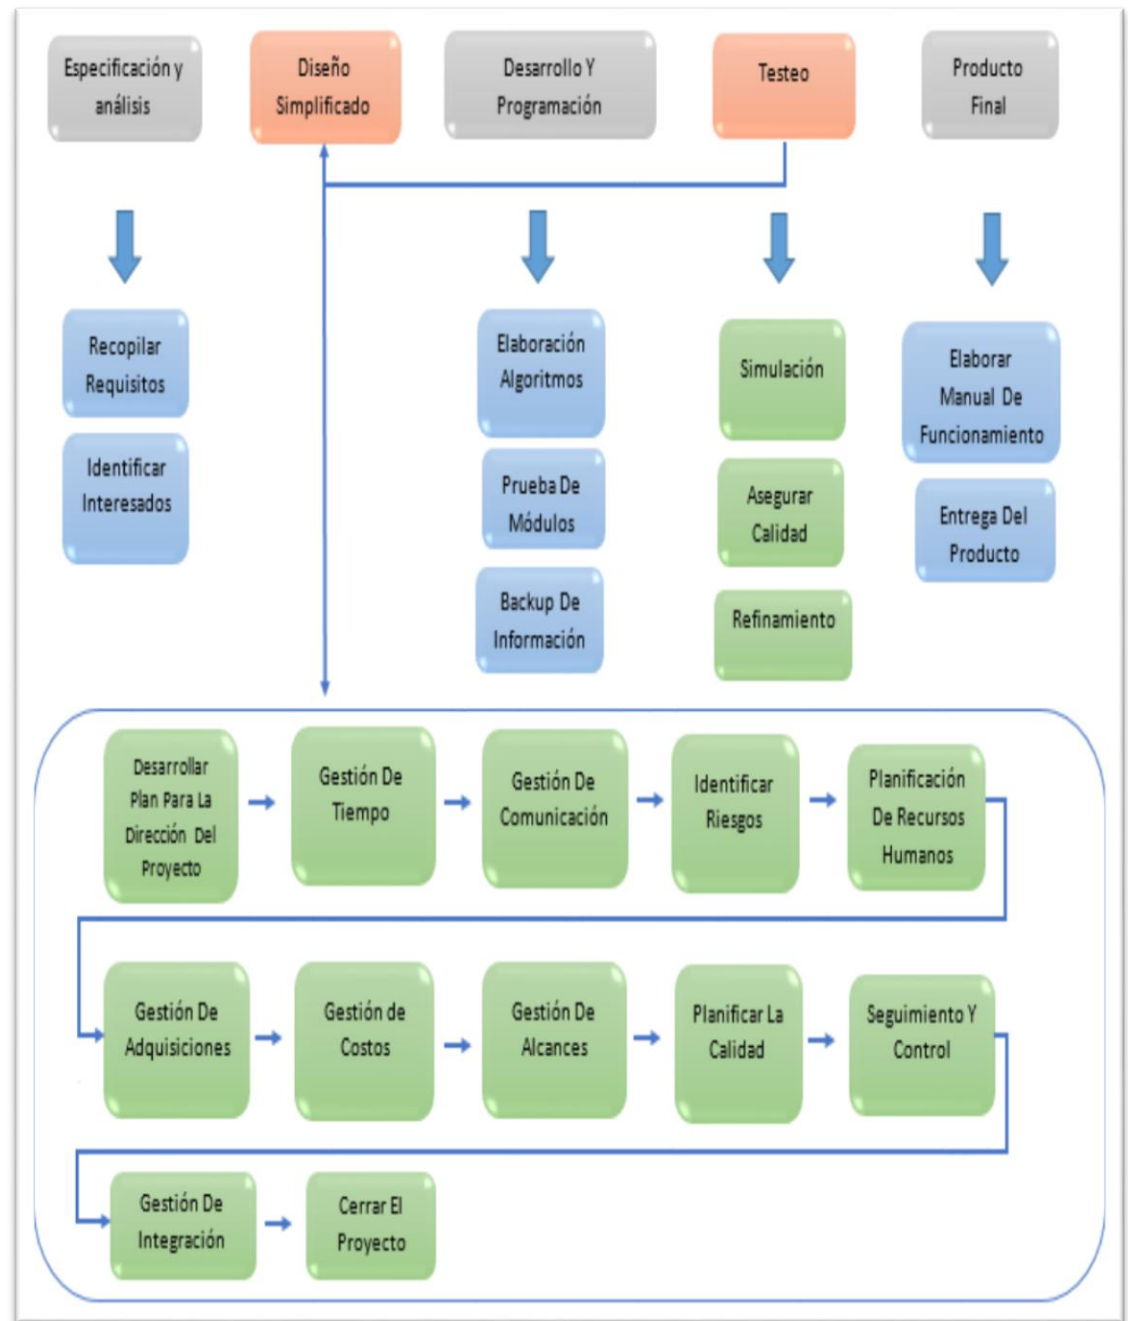 Especificación y
análisis
Diseño
Simplificado
Desarrollo Y
Programación
Testeo
Producto
Final
Recopilar
Requisitos
Identificar
Interesados
Elaboración
Algoritmos
Prueba De
Módulos
Backup De
Información
Simulación
Asegurar
Calidad
Refinamiento
Elaborar
Manual De
Funcionamiento
Entrega Del
Producto
Desarrollar
Plan Para La
Dirección Del
Proyecto
Gestión De
Tiempo
Gestión De
Comunicación
Identificar
Riesgos
Planificación
De Recursos
Humanos
Gestión De
Adquisiciones
Gestión de
Costos
Gestión De
Alcances
Planificar La
Calidad
Seguimiento Y
Control
Gestión De
Integración
Cerrar El
Proyecto